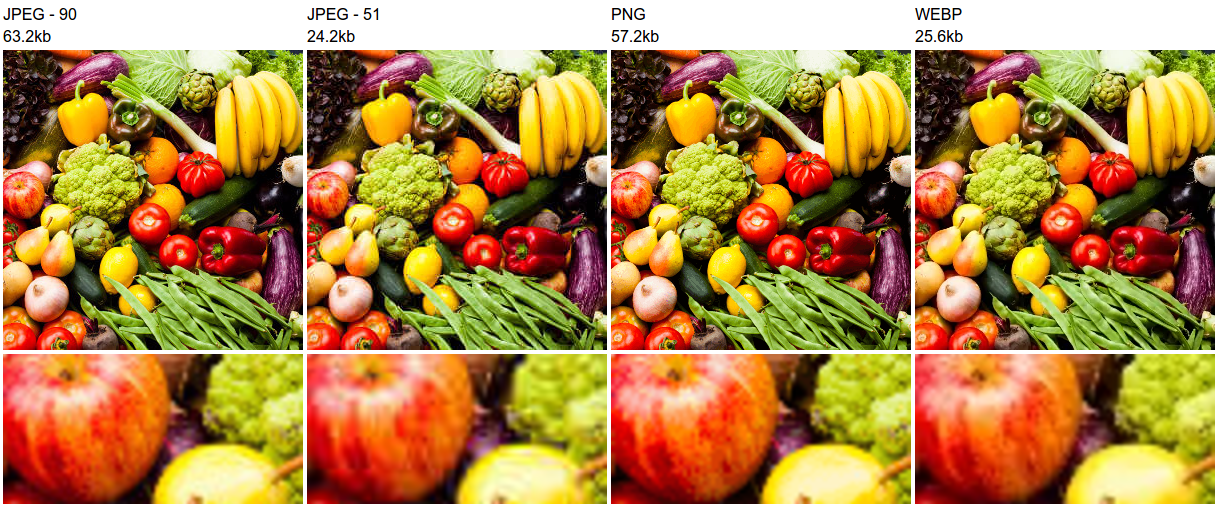 JPEG - 90
63.2kb
JPEG - 51
24.2kb
PNG
57.2kb
WEBP
25.6kb